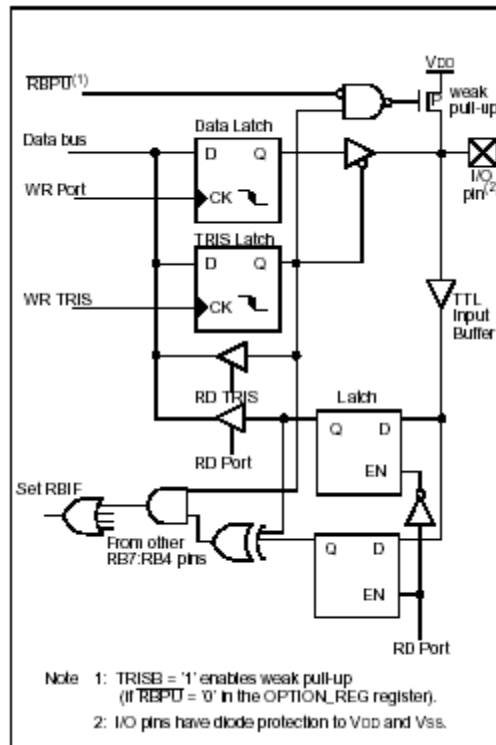 VDD
RBPU(1)
weak
pull-up
Data bus
Data Latch
D Q
WR Port
CK
I/O
pin(2)
TRIS Latch
D Q
WR TRIS
CK
TTL
Input
Buffer
RD TRIS
Latch
Q D
RD Port
EN
Set RBIF
From other
RB7:RB4 pins
Q D
EN
RD Port
P
Note 1: TRISB = '1' enables weak pull-up
(if RBPU = '0' in the OPTION_REG register).
2: I/O pins have diode protection to VDD and VSS.